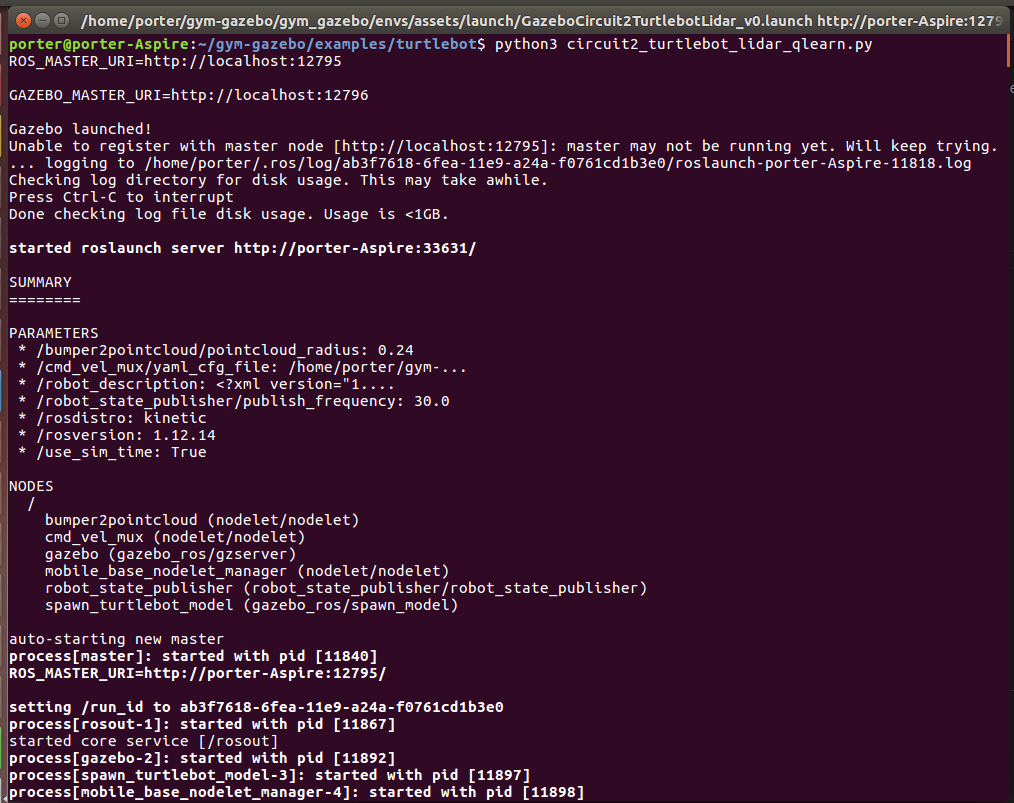 /home/porter/gym-gazebo/gym_gazebo/envs/assets/launch/GazeboCircuit2TurtlebotLidar_v0.launch http://porter-Aspire:1279
porter@porter-Aspire:~/gym-gazebo/examples/turtlebot$ python3 circuit2_turtlebot_lidar_qlearn.py
ROS_MASTER_URI=http://localhost:12795
GAZEBO_MASTER_URI=http://localhost:12796
Gazebo launched!
Unable to register with master node [http://localhost:12795]: master may not be running yet. Will keep trying.
... logging to /home/porter/.ros/log/ab3f7618-6fea-11e9-a24a-f0761cd1b3e0/roslaunch-porter-Aspire-11818.log
Checking log directory for disk usage. This may take awhile.
Press Ctrl-C to interrupt
Done checking log file disk usage. Usage is <1GB.
started roslaunch server http://porter-Aspire:33631/
SUMMARY
========
PARAMETERS
* /bumper2pointcloud/pointcloud_radius: 0.24
* /cmd_vel_mux/yaml_cfg_file: /home/porter/gym-...
* /robot_description: <?xml version="1....
* /robot_state_publisher/publish_frequency: 30.0
* /rosdistro: kinetic
* /rosversion: 1.12.14
* /use_sim_time: True
NODES
/
bumper2pointcloud (nodelet/nodelet)
cmd_vel_mux (nodelet/nodelet)
gazebo (gazebo_ros/gzserver)
mobile_base_nodelet_manager (nodelet/nodelet)
robot_state_publisher (robot_state_publisher/robot_state_publisher)
spawn_turtlebot_model (gazebo_ros/spawn_model)
auto-starting new master
process[master]: started with pid [11840]
ROS_MASTER_URI=http://porter-Aspire:12795/
setting /run_id to ab3f7618-6fea-11e9-a24a-f0761cd1b3e0
process[rosout-1]: started with pid [11867]
started core service [/rosout]
process[gazebo-2]: started with pid [11892]
process[spawn_turtlebot_model-3]: started with pid [11897]
process[mobile_base_nodelet_manager-4]: started with pid [11898]